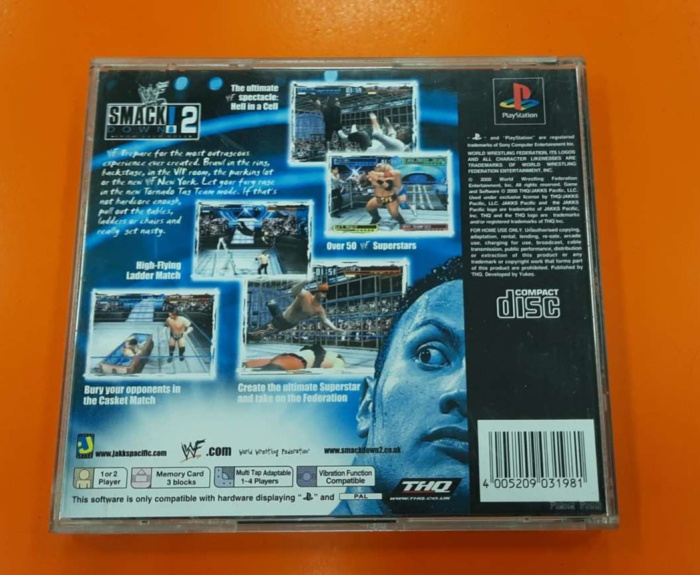 The ultimate
spectacle:
Hell in a Cell
SMACK!
DOWN! 2
Prepare for the most outrageous
experience ever created. Brawl in the ring,
backstage, in the VIP room, the parking lot
or the new New York. Let your fury rage
in the new Tornado Tag Team mode. If that's
not hardcore enough,
pull out the tables,
ladders or chairs and
really get nasty.
Over 50 Superstars
High-Flying
Ladder Match
01:51
Bury your opponents in
the Casket Match
Create the ultimate Superstar
and take on the Federation
PlayStation
" " and "PlayStation" are registered
trademarks of Sony Computer Entertainment Inc.
WORLD WRESTLING FEDERATION, ITS LOGOS
AND ALL CHARACTER LIKENESSES ARE
TRADEMARKS OF WORLD WRESTLING
FEDERATION ENTERTAINMENT, INC.
© 2000 World Wrestling Federation
Entertainment, Inc. All rights reserved. Game
and Software © 2000 THQ/JAKKS Pacific, LLC.
Used under exclusive license by THQ/JAKKS
Pacific, LLC. JAKKS Pacific and the JAKKS
Pacific logo are trademarks of JAKKS Pacific,
Inc. THQ and the THQ logo are trademarks
and/or registered trademarks of THQ Inc.
FOR HOME USE ONLY. Unauthorised copying,
adaptation, rental, lending, re-sale, arcade
use, charging for use, broadcast, cable
transmission, public performance, distribution
or extraction of this product or any
trademark or copyright work that forms part
of this product are prohibited. Published by
THQ. Developed by Yukes.
COMPACT
disc
www.jakkspacific.com
.com
World Wrestling Federation
www.smackdown2.co.uk
1 or 2
Player
Memory Card
3 blocks
Multi Tap Adaptable
1-4 Players
Vibration Function
Compatible
THQ
WWW.THQ.CO.UK
This software is only compatible with hardware displaying " " and PAL
4 005209 031981